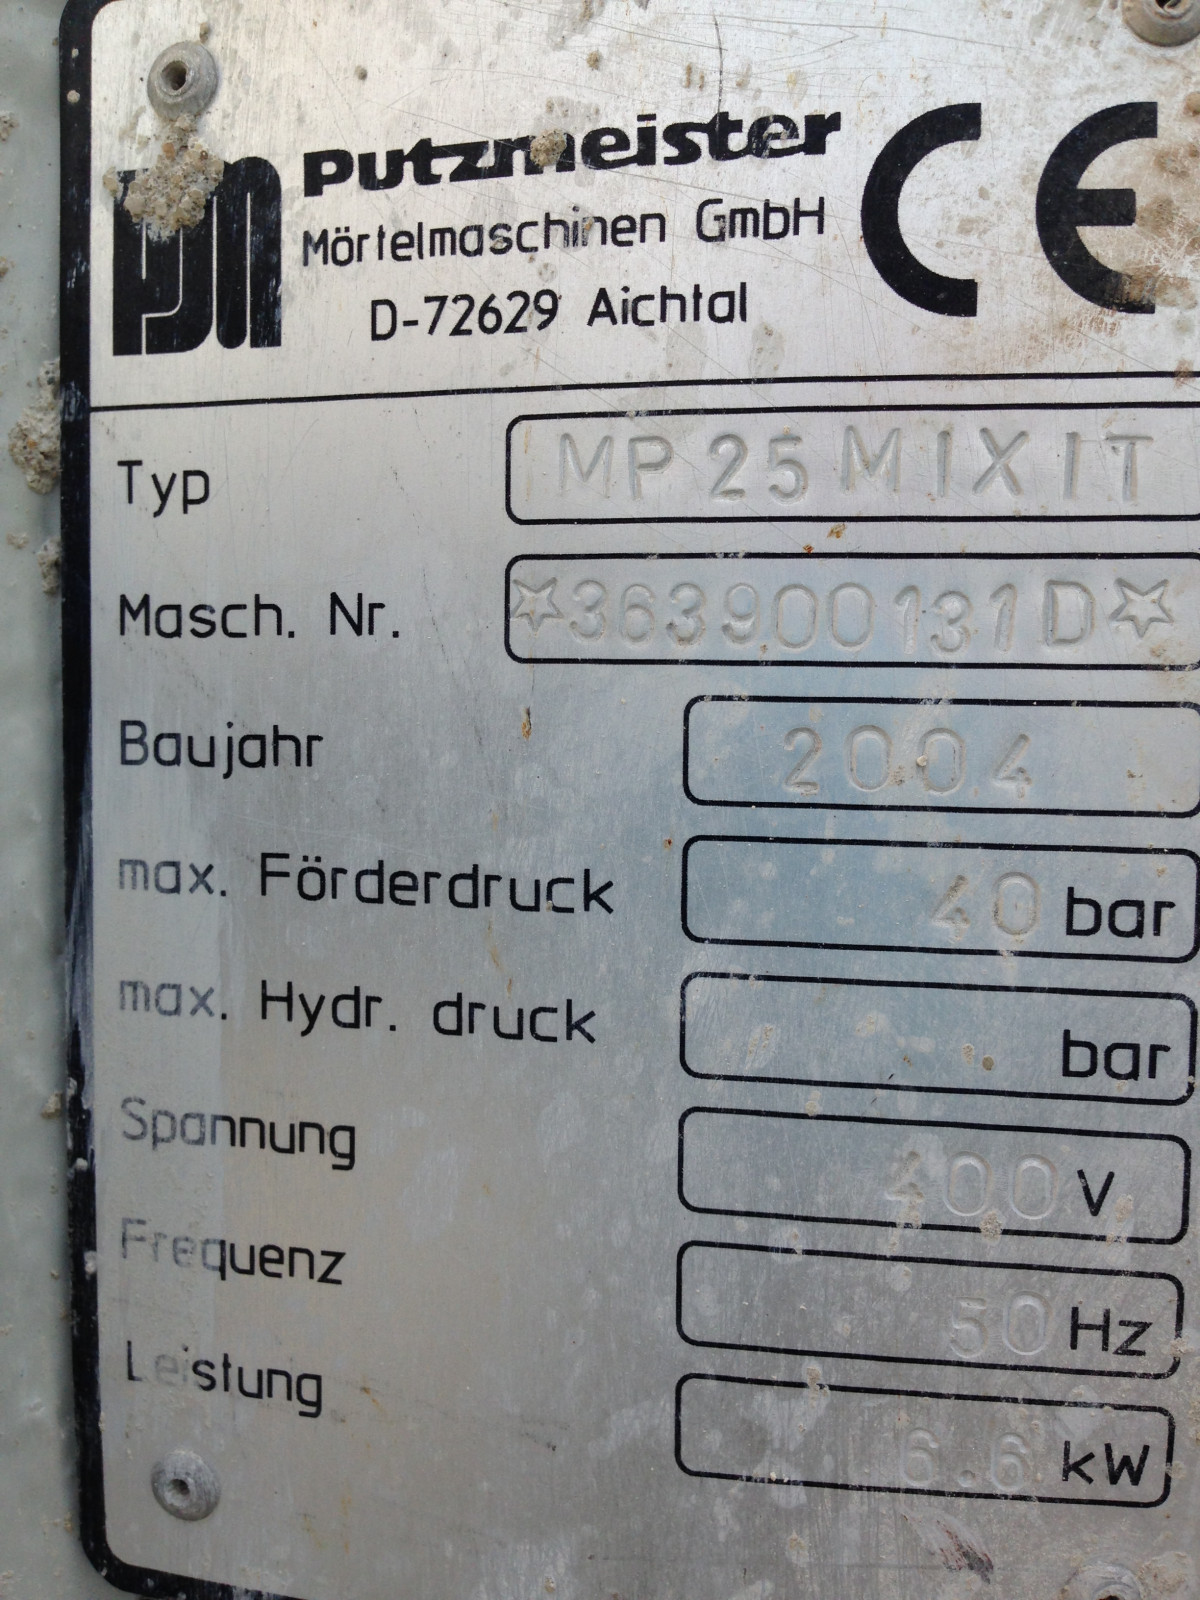 Putzmeister CE
Mörtelmaschinen GmbH
D-72629 Aichtal
Typ MP 25 MIXIT
Masch. Nr. ☆363900131D☆
Baujahr 2004
max. Förderdruck 40 bar
max. Hydr. druck bar
Spannung 400 V
Frequenz 50 Hz
Leistung 6.6 kW